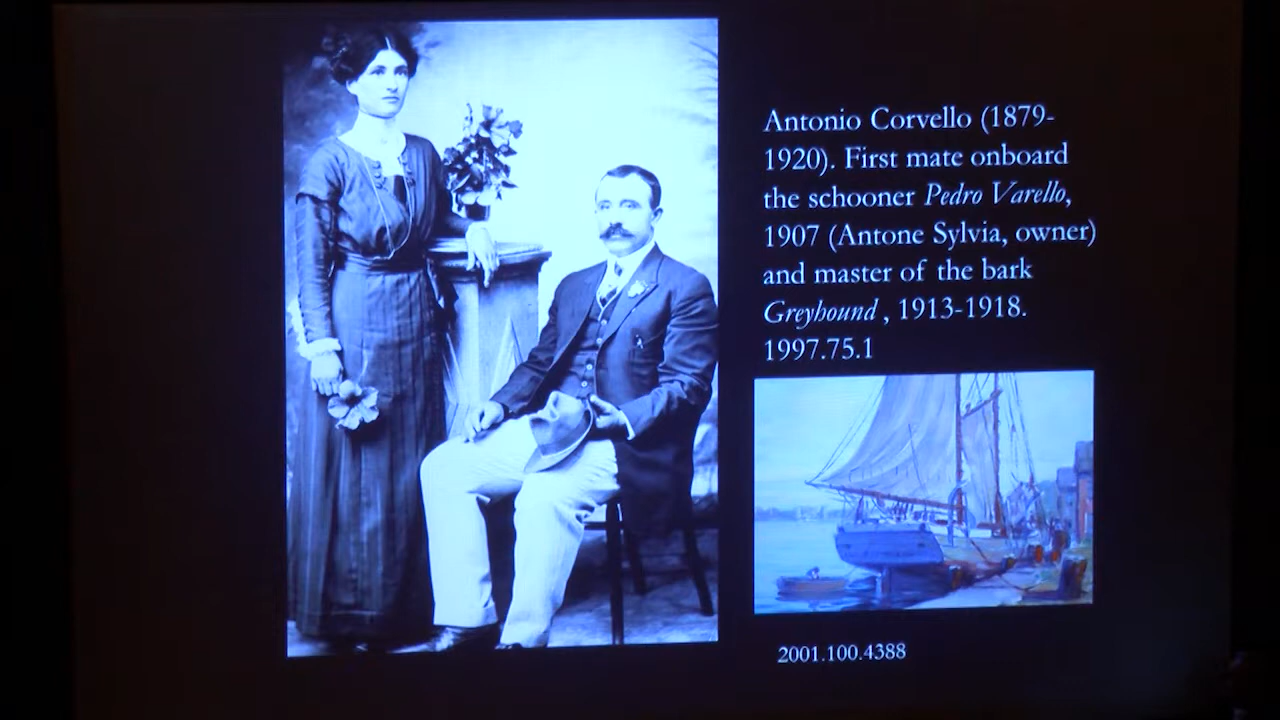 Antonio Corvello (1879-
1920). First mate onboard
the schooner Pedro Varello,
1907 (Antone Sylvia, owner)
and master of the bark
Greyhound , 1913-1918.
1997.75.1
2001.100.4388